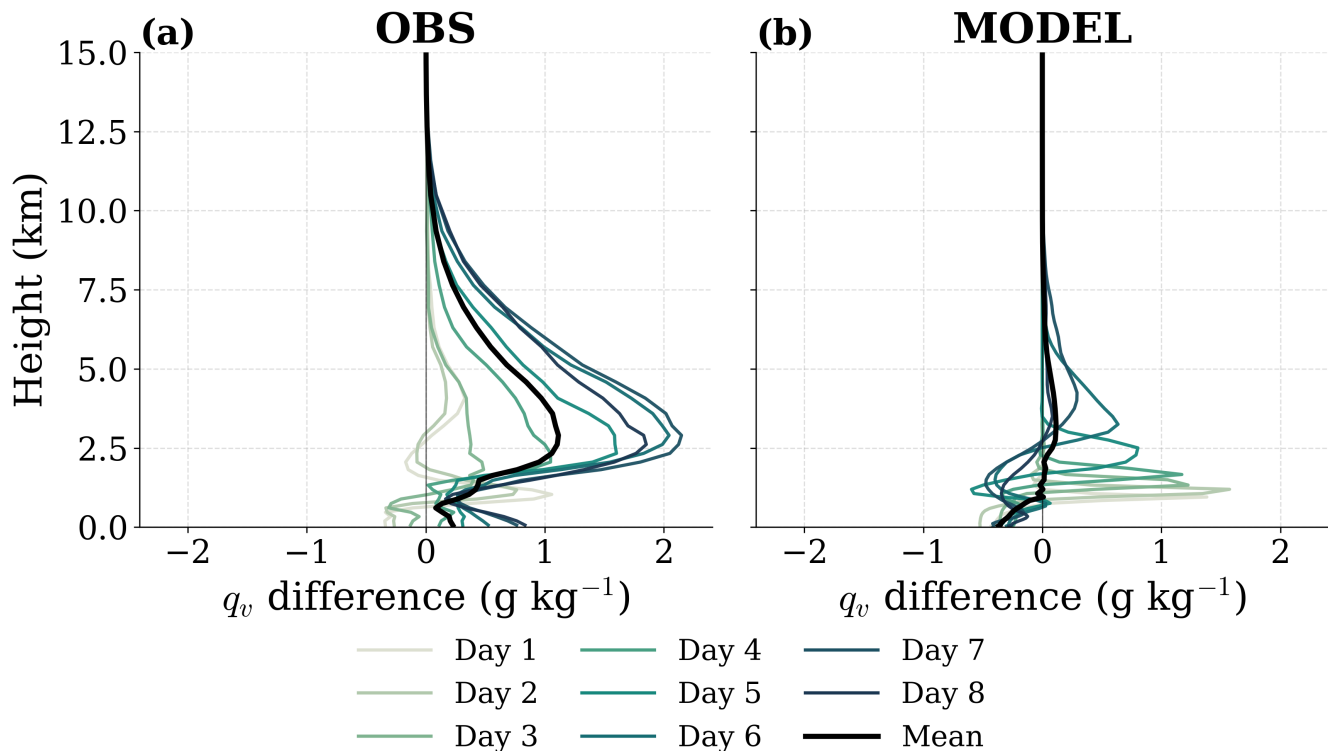 (a) OBS (b) MODEL
15.0
12.5
10.0
7.5
5.0
2.5
0.0
Height (km)
−2 −1 0 1 2 −2 −1 0 1 2
q_v difference (g kg⁻¹) q_v difference (g kg⁻¹)
Day 1 Day 4 Day 7
Day 2 Day 5 Day 8
Day 3 Day 6 Mean